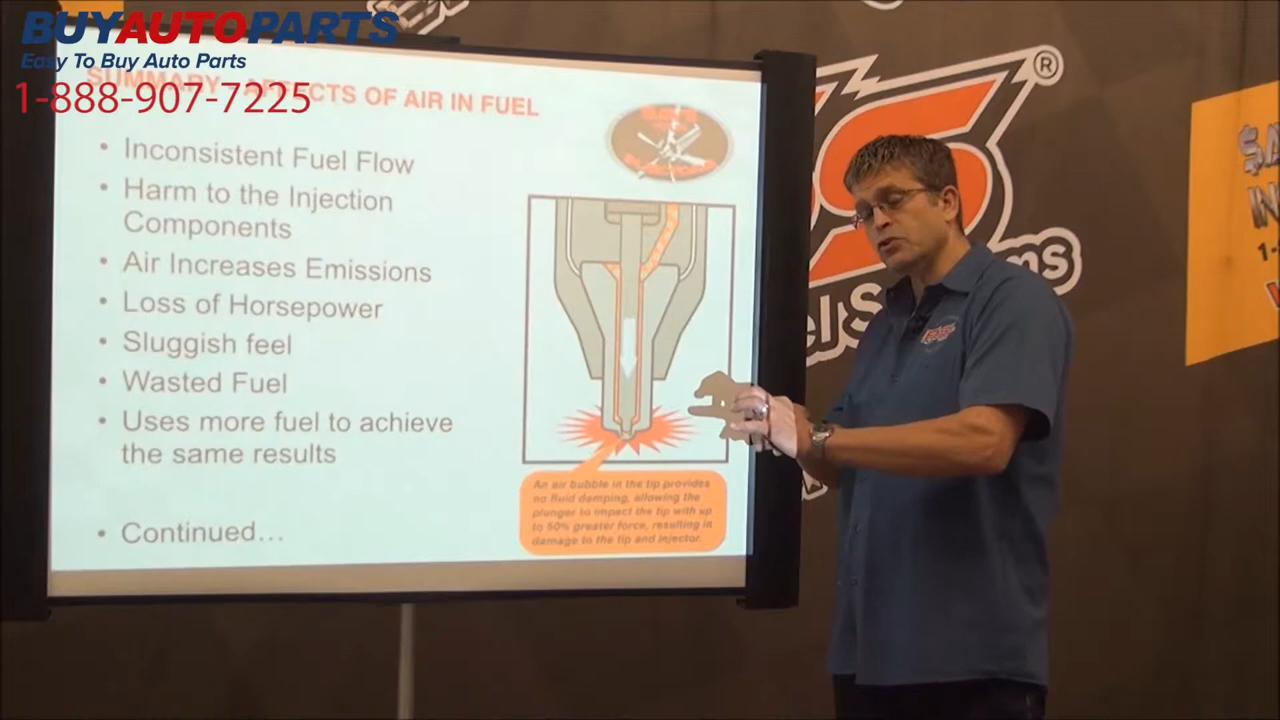 BUYAUTOPARTS
Easy To Buy Auto Parts
1-888-907-7225
SUMMARY - AFFECTS OF AIR IN FUEL
• Inconsistent Fuel Flow
• Harm to the Injection
Components
• Air Increases Emissions
• Loss of Horsepower
• Sluggish feel
• Wasted Fuel
• Uses more fuel to achieve
the same results
• Continued...
An air bubble in the tip provides
no fluid damping, allowing the
plunger to impact the tip with up
to 50% greater force, resulting in
damage to the tip and injector.
®